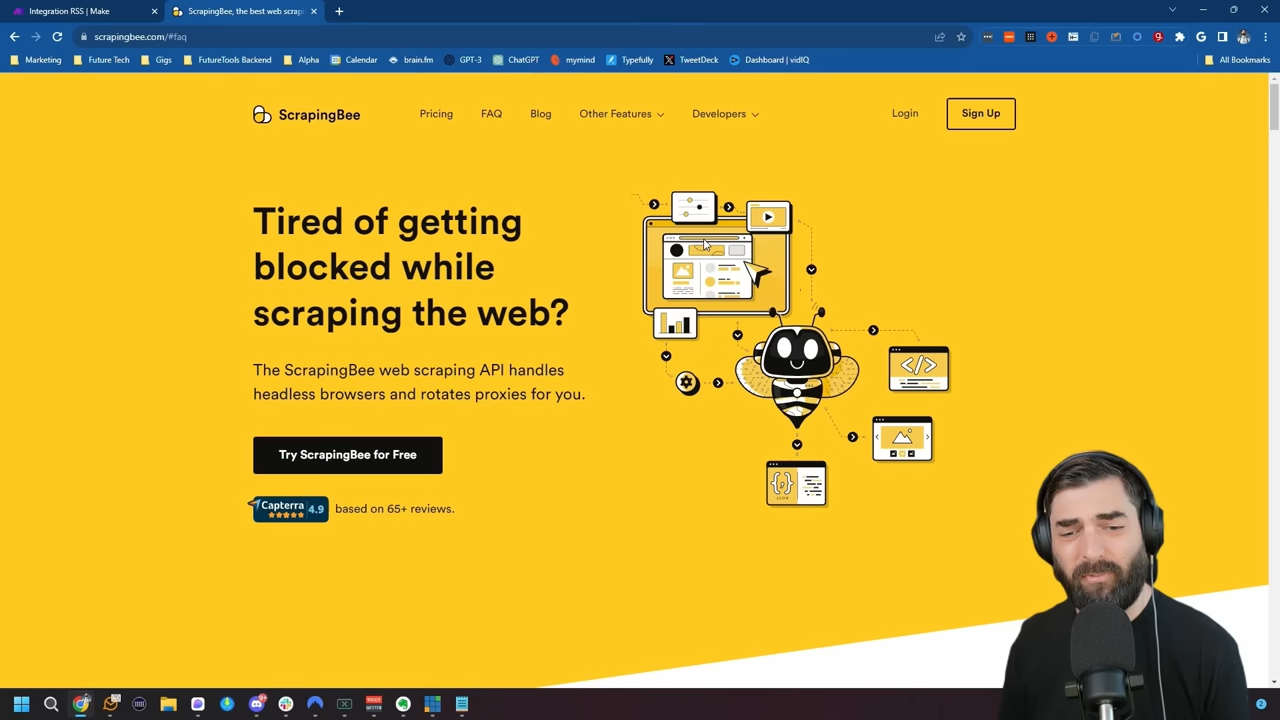 Integration RSS | Make
ScrapingBee, the best web scrap
scrapingbee.com/#faq
Marketing
Future Tech
Gigs
FutureTools Backend
Alpha
Calendar
brain.fm
GPT-3
ChatGPT
mymind
Typefully
TweetDeck
Dashboard | vidIQ
All Bookmarks
ScrapingBee
Pricing
FAQ
Blog
Other Features
Developers
Login
Sign Up
Tired of getting
blocked while
scraping the web?
The ScrapingBee web scraping API handles
headless browsers and rotates proxies for you.
Try ScrapingBee for Free
Capterra 4.9
based on 65+ reviews.